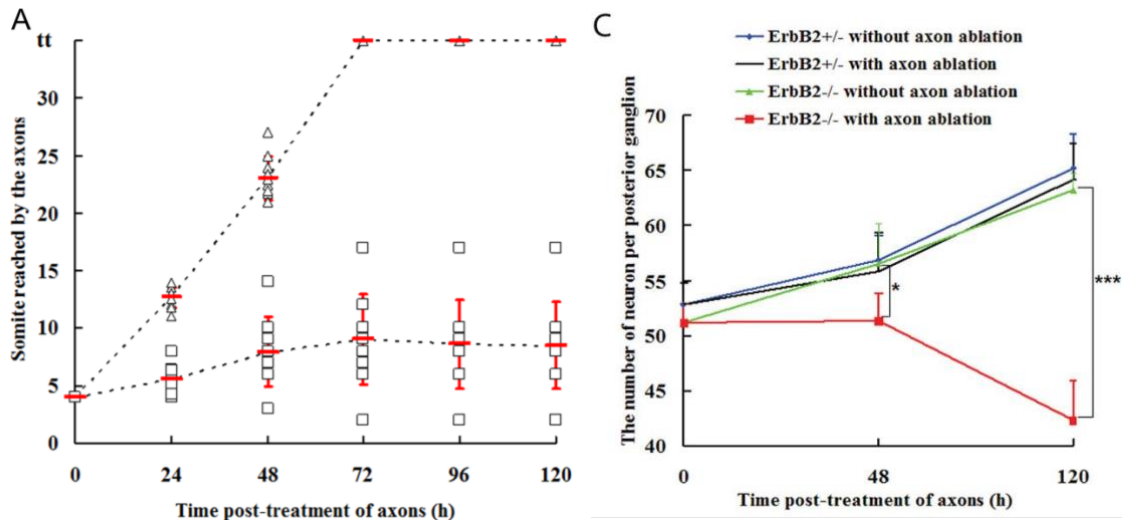 A
tt
30
25
20
15
10
5
0
Somite reached by the axons
0 24 48 72 96 120
Time post-treatment of axons (h)
C
ErbB2+/- without axon ablation
ErbB2+/- with axon ablation
ErbB2-/- without axon ablation
ErbB2-/- with axon ablation
70
65
60
55
50
45
40
The number of neuron per posterior ganglion
*
***
0 48 120
Time post-treatment of axons (h)